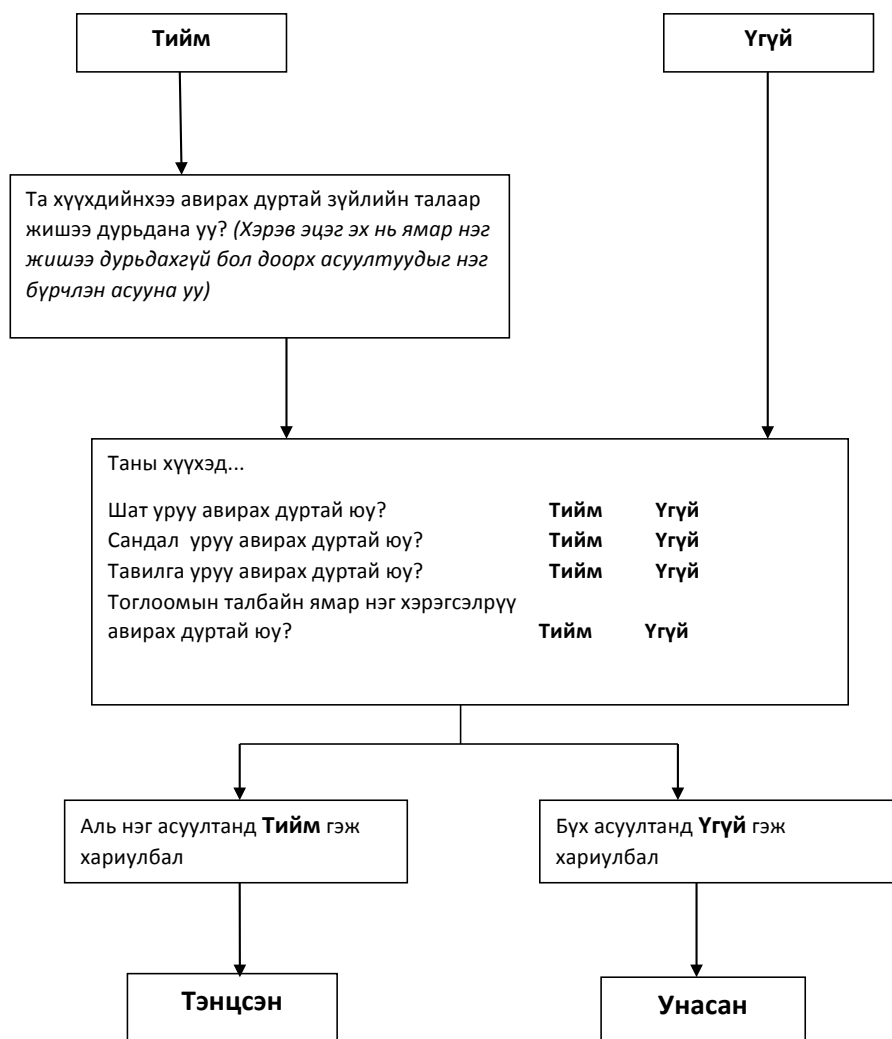 Тийм
Үгүй
Та хүүхдийнхээ авирах дуртай зүйлийн талаар
жишээ дурьдана уу? (Хэрэв эцэг эх нь ямар нэг
жишээ дурьдахгүй бол доорх асуултуудыг нэг
бүрчлэн асууна уу)
Таны хүүхэд...
Шат уруу авирах дуртай юу? Тийм Үгүй
Сандал уруу авирах дуртай юу? Тийм Үгүй
Тавилга уруу авирах дуртай юу? Тийм Үгүй
Тоглоомын талбайн ямар нэг хэрэгсэлрүү
авирах дуртай юу? Тийм Үгүй
Аль нэг асуултанд Тийм гэж
хариулбал
Бүх асуултанд Үгүй гэж
хариулбал
Тэнцсэн
Унасан